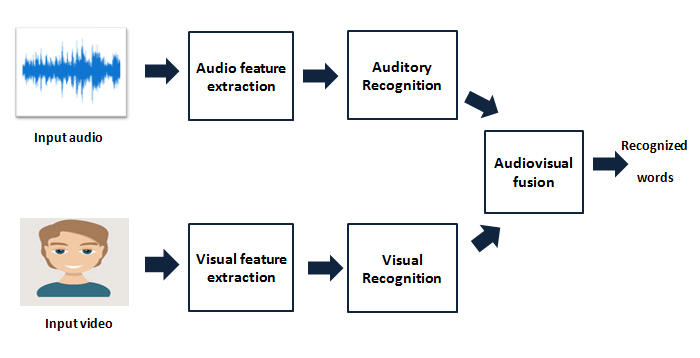 Input audio
Audio feature
extraction
Auditory
Recognition
Audiovisual
fusion
Recognized
words
Input video
Visual feature
extraction
Visual
Recognition